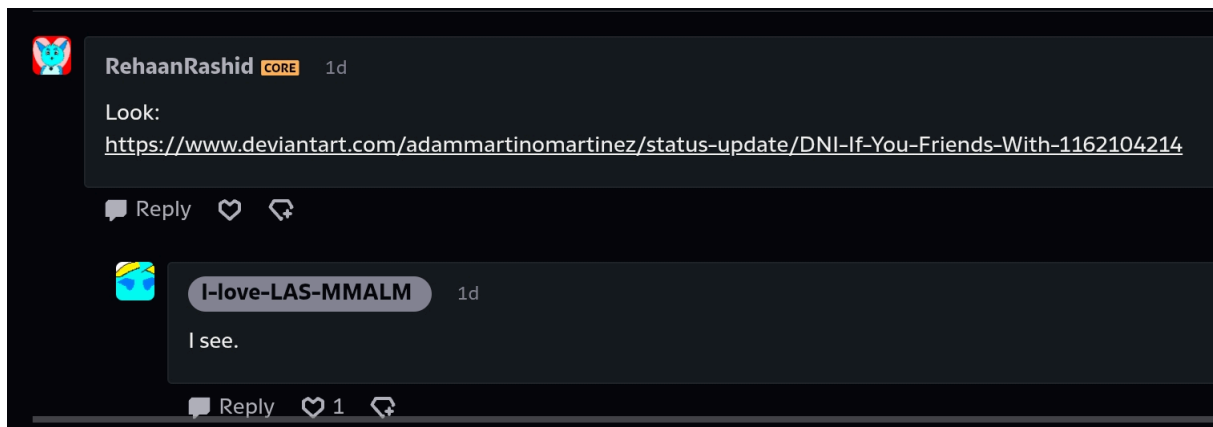 RehaanRashid CORE 1d
Look:
https://www.deviantart.com/adammartinomartinez/status-update/DNI-If-You-Friends-With-1162104214
Reply
I-love-LAS-MMALM 1d
I see.
Reply 1